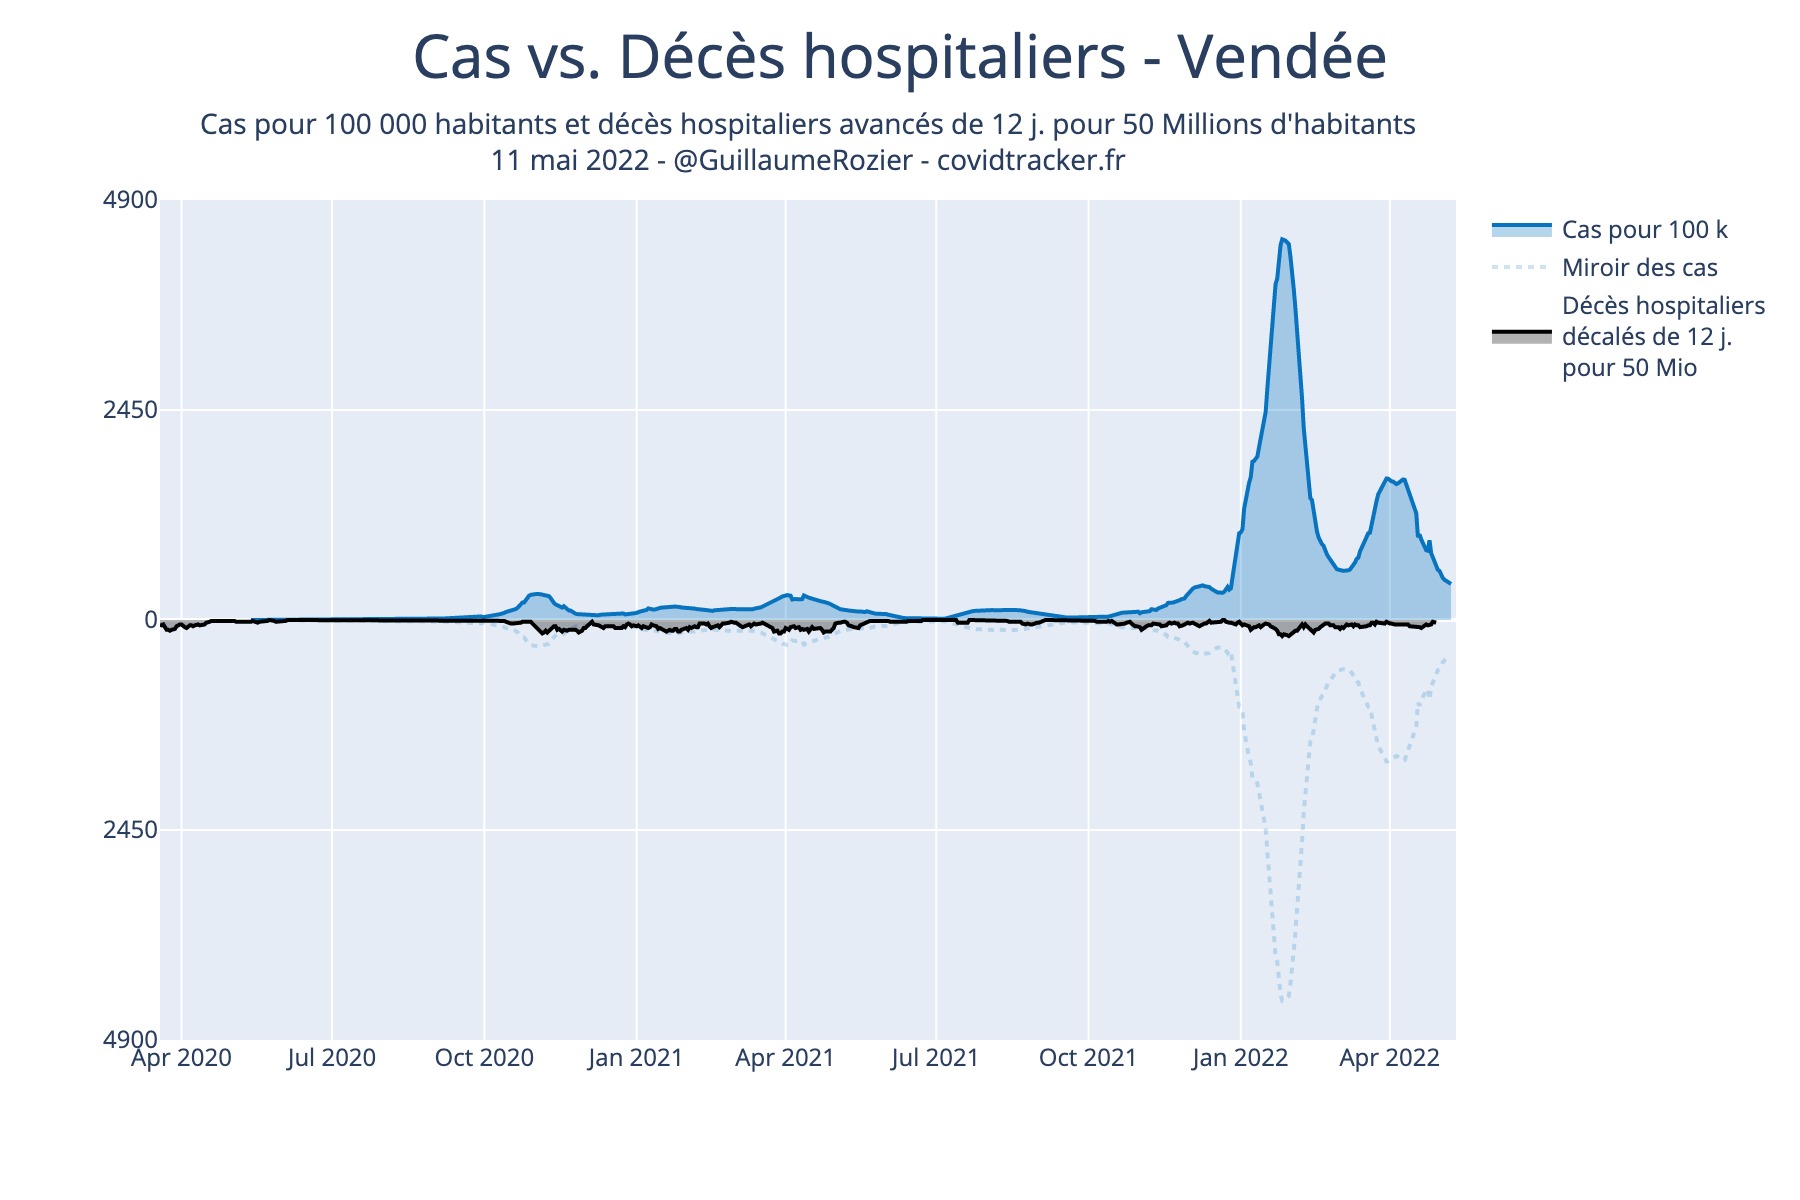 Cas vs. Décès hospitaliers - Vendée
Cas pour 100 000 habitants et décès hospitaliers avancés de 12 j. pour 50 Millions d'habitants
11 mai 2022 - @GuillaumeRozier - covidtracker.fr
4900
2450
0
2450
4900
Apr 2020
Jul 2020
Oct 2020
Jan 2021
Apr 2021
Jul 2021
Oct 2021
Jan 2022
Apr 2022
Cas pour 100 k
Miroir des cas
Décès hospitaliers
décalés de 12 j.
pour 50 Mio